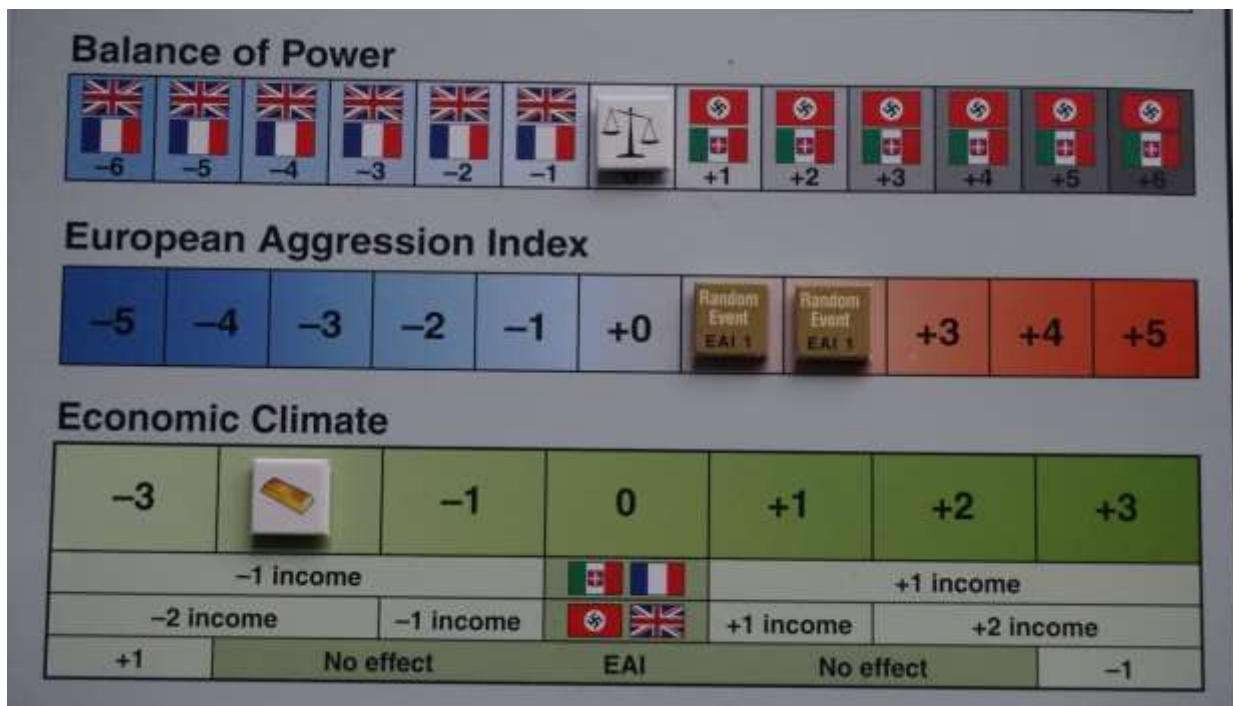 Balance of Power
–6 –5 –4 –3 –2 –1 +1 +2 +3 +4 +5 +6
European Aggression Index
–5 –4 –3 –2 –1 +0 Random Event EAI 1 Random Event EAI 1 +3 +4 +5
Economic Climate
–3 –1 0 +1 +2 +3
–1 income +1 income
–2 income –1 income +1 income +2 income
+1 No effect EAI No effect –1